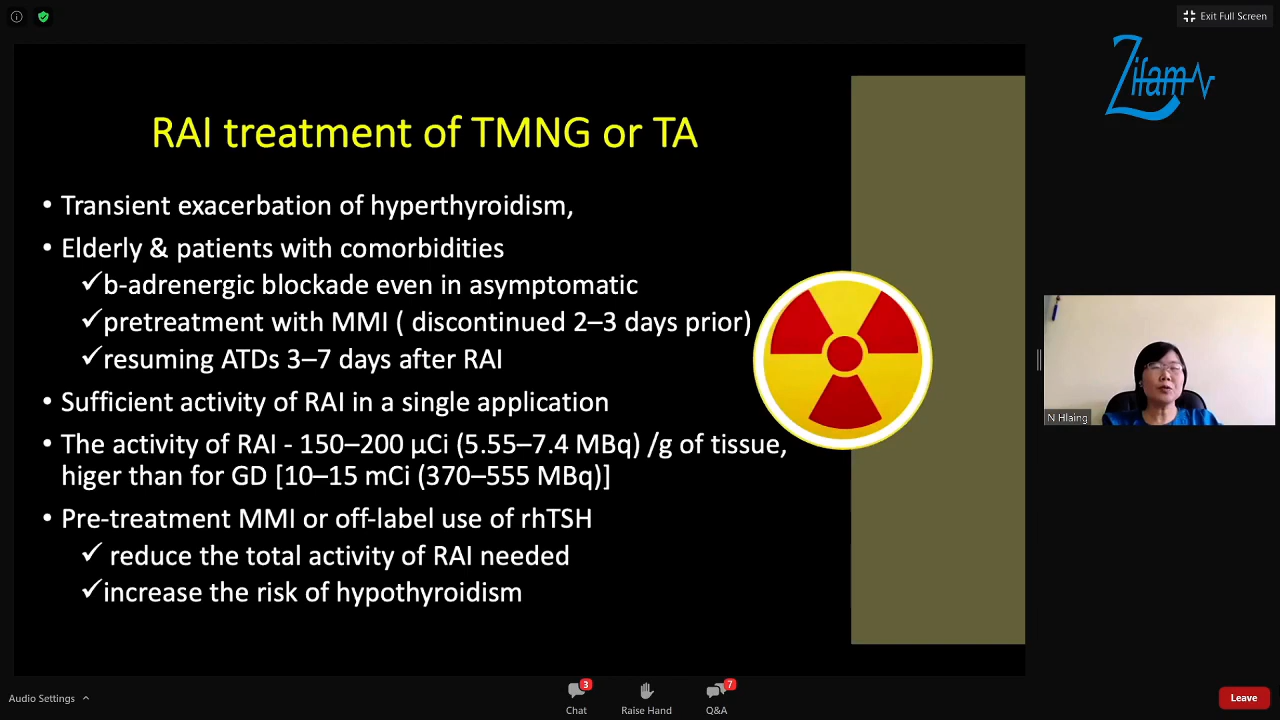 Exit Full Screen
Zifam
RAI treatment of TMNG or TA
• Transient exacerbation of hyperthyroidism,
• Elderly & patients with comorbidities
✓b-adrenergic blockade even in asymptomatic
✓pretreatment with MMI ( discontinued 2–3 days prior)
✓resuming ATDs 3–7 days after RAI
• Sufficient activity of RAI in a single application
• The activity of RAI - 150–200 µCi (5.55–7.4 MBq) /g of tissue,
higer than for GD [10–15 mCi (370–555 MBq)]
• Pre-treatment MMI or off-label use of rhTSH
✓ reduce the total activity of RAI needed
✓increase the risk of hypothyroidism
N Hlaing
Audio Settings
3
Chat
Raise Hand
7
Q&A
Leave